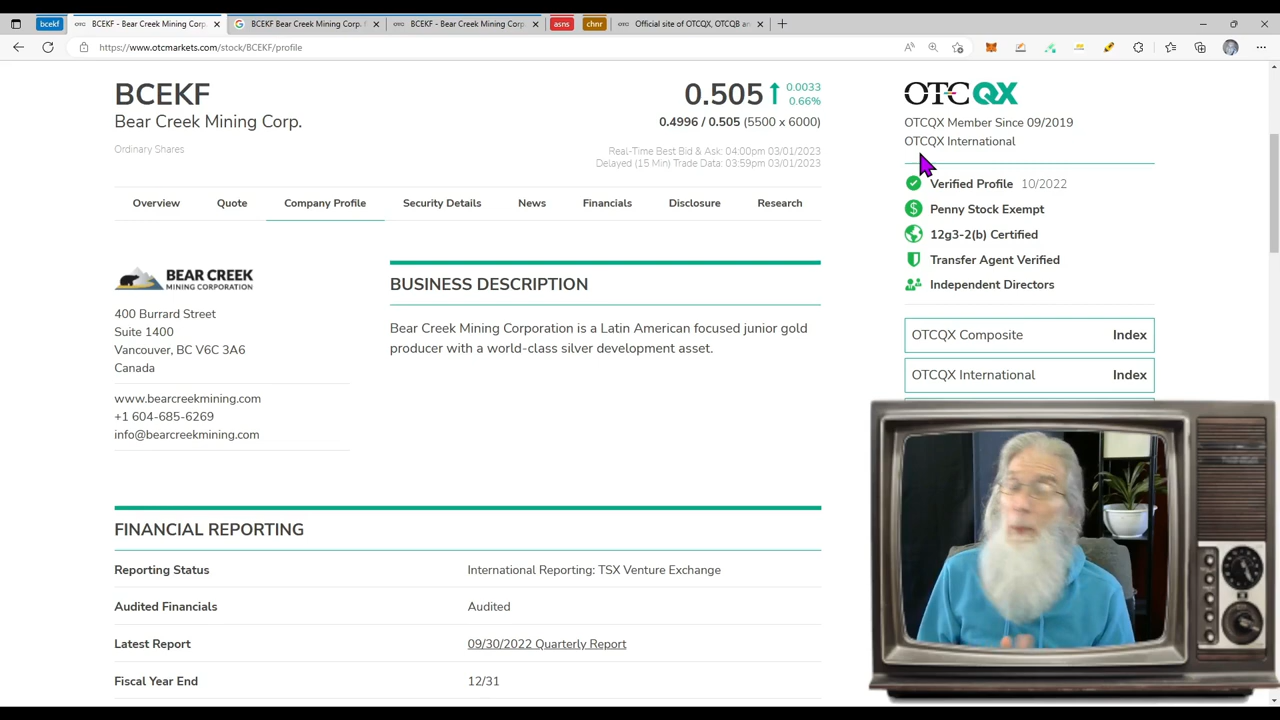 bcekf
BCEKF - Bear Creek Mining Corp.
BCEKF Bear Creek Mining Corp.
BCEKF - Bear Creek Mining Corp.
asns
chnr
Official site of OTCQX, OTCQB an
https://www.otcmarkets.com/stock/BCEKF/profile
BCEKF
Bear Creek Mining Corp.
Ordinary Shares
0.505
0.0033
0.66%
0.4996 / 0.505 (5500 x 6000)
Real-Time Best Bid & Ask: 04:00pm 03/01/2023
Delayed (15 Min) Trade Data: 03:59pm 03/01/2023
Overview
Quote
Company Profile
Security Details
News
Financials
Disclosure
Research
OTCQX
OTCQX Member Since 09/2019
OTCQX International
Verified Profile 10/2022
Penny Stock Exempt
12g3-2(b) Certified
Transfer Agent Verified
Independent Directors
OTCQX Composite Index
OTCQX International Index
BEAR CREEK
MINING CORPORATION
400 Burrard Street
Suite 1400
Vancouver, BC V6C 3A6
Canada
www.bearcreekmining.com
+1 604-685-6269
info@bearcreekmining.com
BUSINESS DESCRIPTION
Bear Creek Mining Corporation is a Latin American focused junior gold
producer with a world-class silver development asset.
FINANCIAL REPORTING
Reporting Status International Reporting: TSX Venture Exchange
Audited Financials Audited
Latest Report 09/30/2022 Quarterly Report
Fiscal Year End 12/31